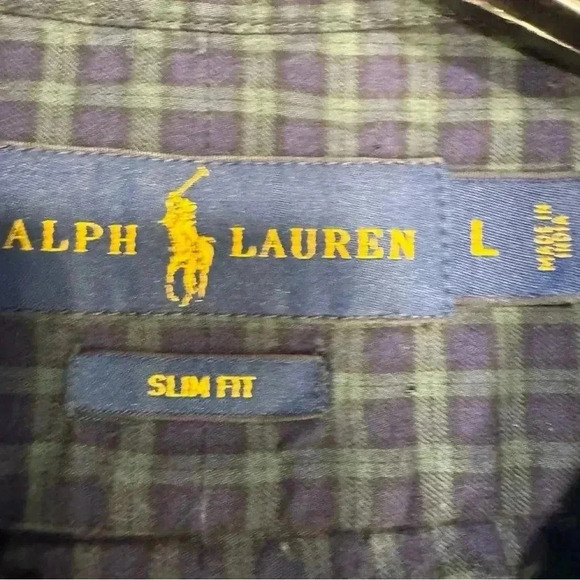 ALPH LAUREN L
MADE IN
INDIA
SLIM FIT